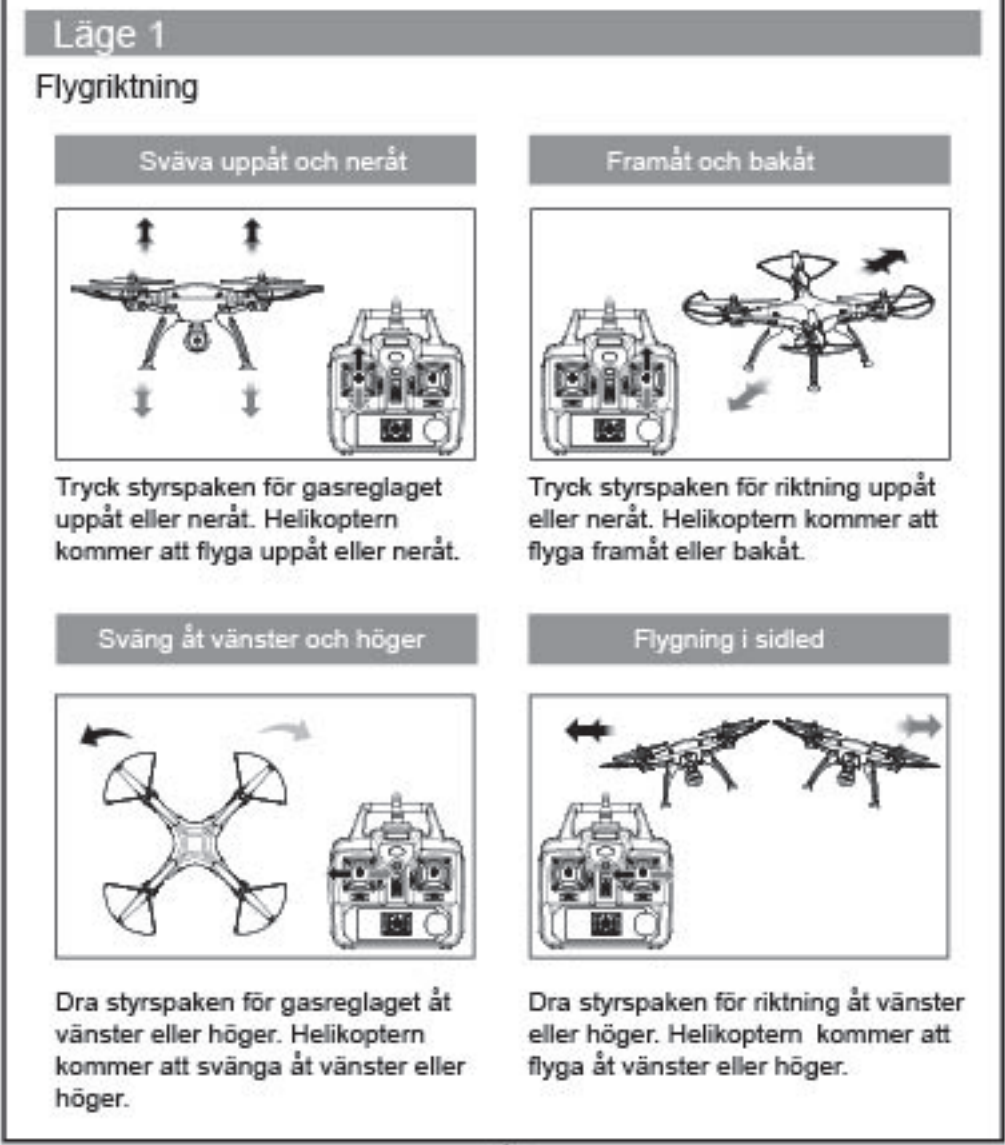 Läge 1
Flygriktning
Sväva uppåt och neråt
Tryck styrspaken för gasreglaget
uppåt eller neråt. Helikoptern
kommer att flyga uppåt eller neråt.
Framåt och bakåt
Tryck styrspaken för riktning uppåt
eller neråt. Helikoptern kommer att
flyga framåt eller bakåt.
Sväng åt vänster och höger
Dra styrspaken för gasreglaget åt
vänster eller höger. Helikoptern
kommer att svänga åt vänster eller
höger.
Flygning i sidled
Dra styrspaken för riktning åt vänster
eller höger. Helikoptern kommer att
flyga åt vänster eller höger.